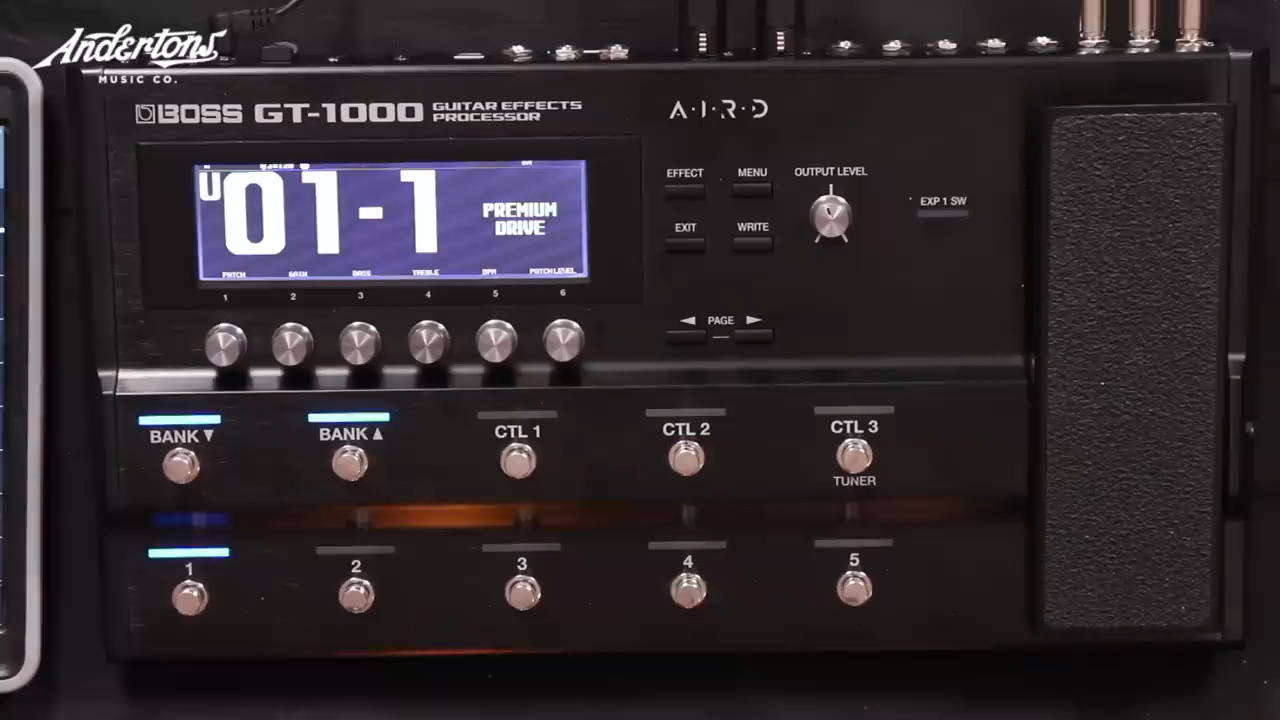 Andertons
MUSIC CO.
BOSS GT-1000 GUITAR EFFECTS PROCESSOR
A·I·R·D
U01-1
PREMIUM
DRIVE
PATCH GAIN BASS TREBLE BPM PATCH LEVEL
1 2 3 4 5 6
EFFECT MENU OUTPUT LEVEL
EXIT WRITE
EXP 1 SW
◀ PAGE ▶
BANK ▼ BANK ▲ CTL 1 CTL 2 CTL 3
TUNER
1 2 3 4 5